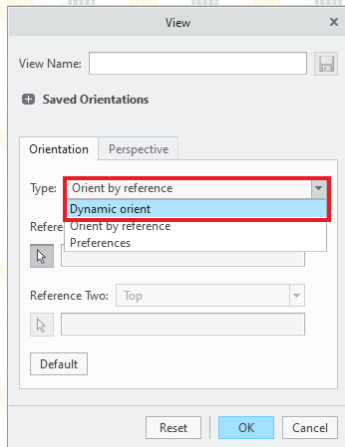 View
x
View Name:
Saved Orientations
Orientation Perspective
Type: Orient by reference
Dynamic orient
Orient by reference
Preferences
Refere
Reference Two: Top
Default
Reset OK Cancel